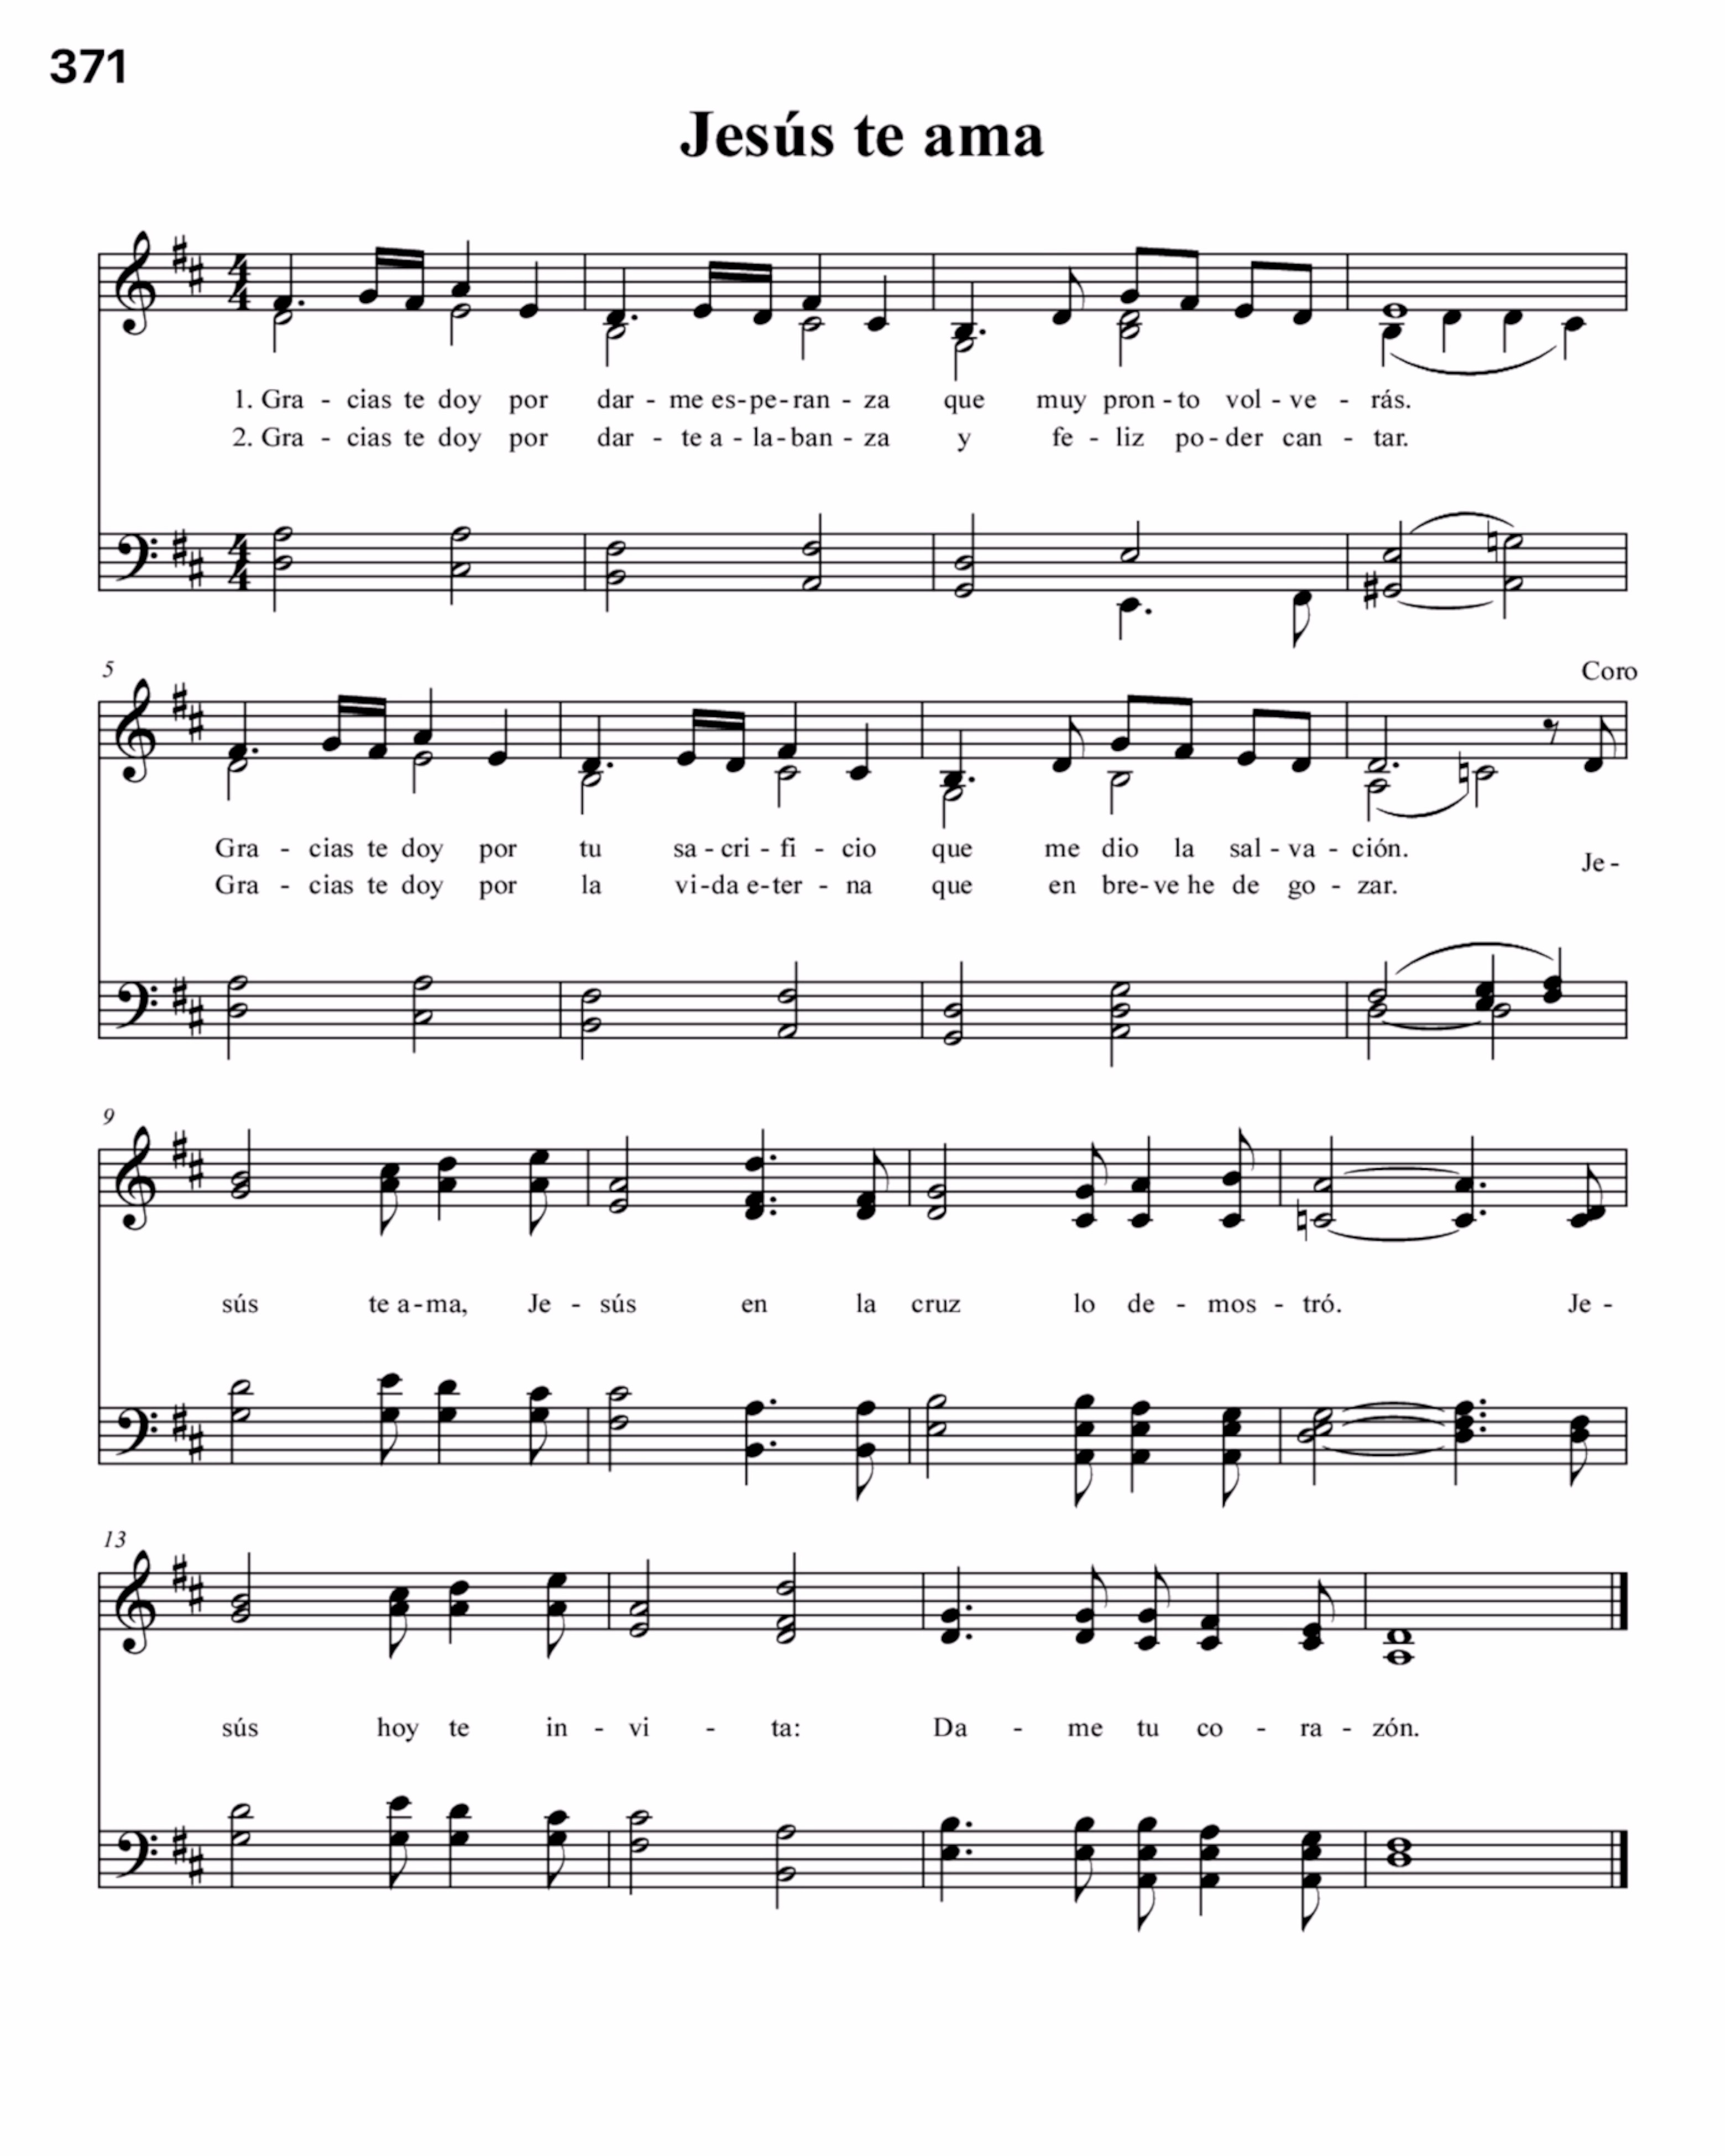 371
Jesús te ama
1. Gra - cias te doy por dar - me es - pe - ran - za que muy pron - to vol - ve - rás.
2. Gra - cias te doy por dar - te a - la - ban - za y fe - liz po - der can - tar.
5
Coro
Gra - cias te doy por tu sa - cri - fi - cio que me dio la sal - va - ción. Je -
Gra - cias te doy por la vi - da e - ter - na que en bre - ve he de go - zar.
9
sús te a - ma, Je - sús en la cruz lo de - mos - tró. Je -
13
sús hoy te in - vi - ta: Da - me tu co - ra - zón.